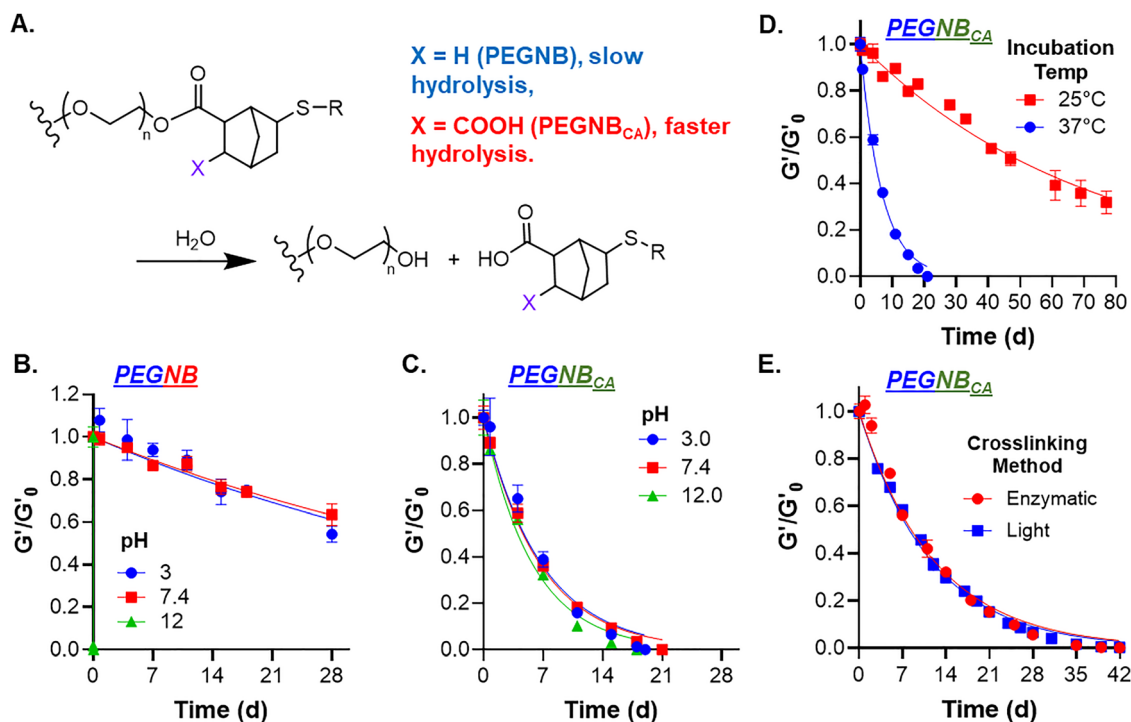 A.
X = H (PEGNB), slow
hydrolysis,
X = COOH (PEGNBCA), faster
hydrolysis.
O
O
n
O
S–R
X
H2O
O
n
OH
+
HO
O
S
R
X
B.
PEGNB
G'/G'0
1.2
1.0
0.8
0.6
0.4
0.2
0.0
pH
3
7.4
12
0 7 14 21 28
Time (d)
C.
PEGNBCA
G'/G'0
1.0
0.8
0.6
0.4
0.2
0.0
pH
3.0
7.4
12.0
0 7 14 21 28
Time (d)
D.
PEGNBCA
G'/G'0
1.0
0.8
0.6
0.4
0.2
0.0
Incubation
Temp
25°C
37°C
0 10 20 30 40 50 60 70 80
Time (d)
E.
PEGNBCA
G'/G'0
1.0
0.8
0.6
0.4
0.2
0.0
Crosslinking
Method
Enzymatic
Light
0 7 14 21 28 35 42
Time (d)